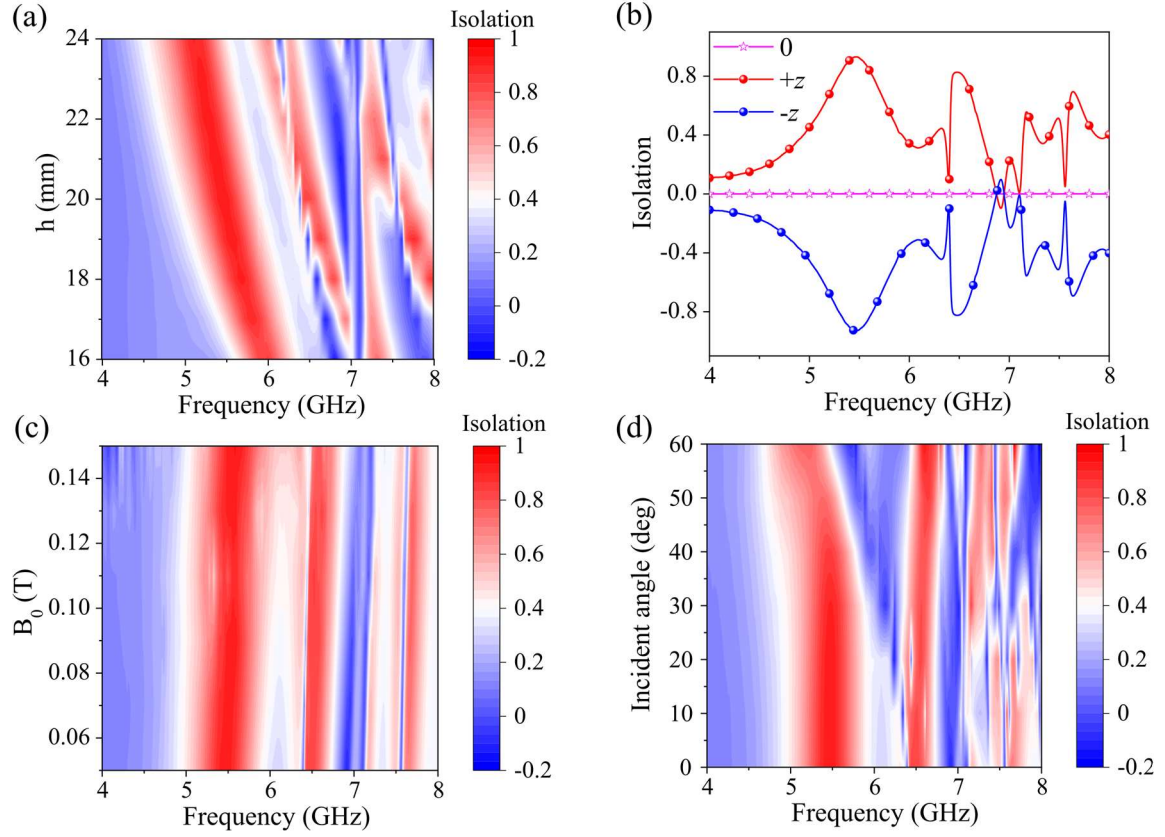 (a)
Isolation
24
22
20
18
16
h (mm)
4 5 6 7 8
Frequency (GHz)
1
0.8
0.6
0.4
0.2
0
-0.2
(b)
0
+z
-z
0.8
0.4
0.0
-0.4
-0.8
Isolation
4 5 6 7 8
Frequency (GHz)
(c)
Isolation
0.14
0.12
0.10
0.08
0.06
B0 (T)
4 5 6 7 8
Frequency (GHz)
1
0.8
0.6
0.4
0.2
0
-0.2
(d)
Isolation
60
50
40
30
20
10
0
Incident angle (deg)
4 5 6 7 8
Frequency (GHz)
1
0.8
0.6
0.4
0.2
0
-0.2